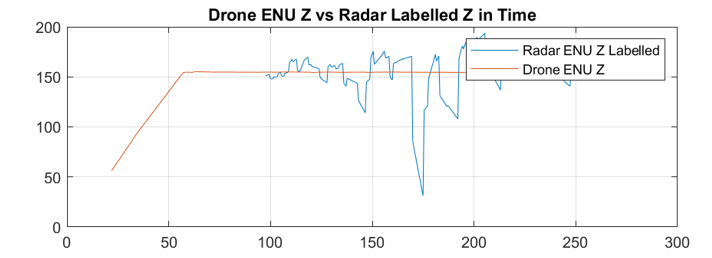 Drone ENU Z vs Radar Labelled Z in Time
200
150
100
50
0
Radar ENU Z Labelled
Drone ENU Z
0 50 100 150 200 250 300